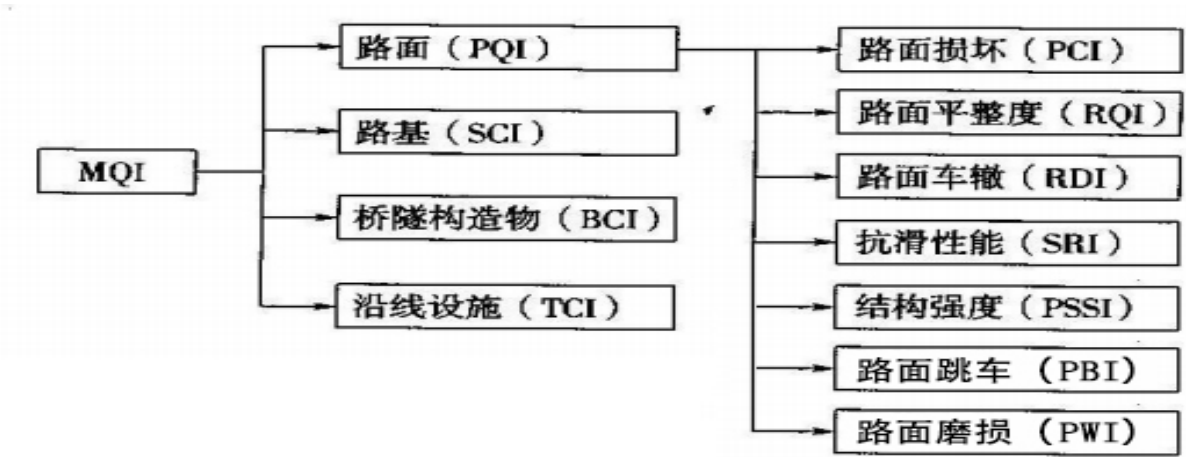 MQI
路面（PQI）
路基（SCI）
桥隧构造物（BCI）
沿线设施（TCI）
路面损坏（PCI）
路面平整度（RQI）
路面车辙（RDI）
抗滑性能（SRI）
结构强度（PSSI）
路面跳车（PBI）
路面磨损（PWI）